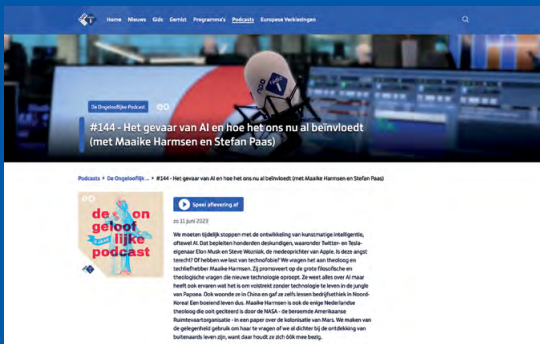 Home Nieuws Gids Gemist Programma's Podcasts Europese Verkiezingen
De Ongelooflijke Podcast
#144 - Het gevaar van AI en hoe het ons nu al beïnvloedt
(met Maaike Harmsen en Stefan Paas)
Podcasts De Ongelooflijk ... #144 - Het gevaar van AI en hoe het ons nu al beïnvloedt (met Maaike Harmsen en Stefan Paas)
de on
geloof
lijke
podcast
Speel aflevering af
zo 11 juni 2023
We moeten tijdelijk stoppen met de ontwikkeling van kunstmatige intelligentie,
oftewel AI. Dat bepleiten honderden deskundigen, waaronder Twitter- en Tesla-
eigenaar Elon Musk en Steve Wozniak, de medeoprichter van Apple. Is deze angst
terecht? Of hebben we last van technofobie? We vragen het aan theoloog en
techliefhebber Maaike Harmsen. Zij promoveert op de grote filosofische en
theologische vragen die nieuwe technologie oproept. Ze weet alles over AI maar
heeft ook ervaren wat het is om volstrekt zonder technologie te leven in de jungle
van Papoea. Ook woonde ze in China en gaf ze zelfs lessen bedrijfsethiek in Noord-
Korea! Een boeiend leven dus. Maaike Harmsen is ook de enige Nederlandse
theoloog die ooit geciteerd is door de NASA - de beroemde Amerikaanse
Ruimtevaartorganisatie - in een paper over de kolonisatie van Mars. We maken van
de gelegenheid gebruik om haar te vragen of we al dichter bij de ontdekking van
buitenaards leven zijn, want daar houdt ze zich óók mee bezig.